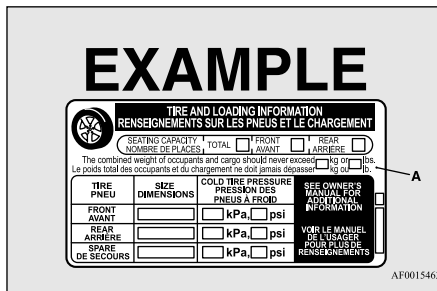 EXAMPLE
TIRE AND LOADING INFORMATION
RENSEIGNEMENTS SUR LES PNEUS ET LE CHARGEMENT
SEATING CAPACITY
NOMBRE DE PLACES
TOTAL
FRONT
AVANT
REAR
ARRIÈRE
The combined weight of occupants and cargo should never exceed kg or lbs.
Le poids total des occupants et du chargement ne doit jamais dépasser kg ou lb.
A
TIRE
PNEU
SIZE
DIMENSIONS
COLD TIRE PRESSURE
PRESSION DES
PNEUS À FROID
SEE OWNER'S
MANUAL FOR
ADDITIONAL
INFORMATION
FRONT
AVANT
kPa, psi
REAR
ARRIÈRE
kPa, psi
SPARE
DE SECOURS
kPa, psi
VOIR LE MANUEL
DE L'USAGER
POUR PLUS DE
RENSEIGNEMENTS